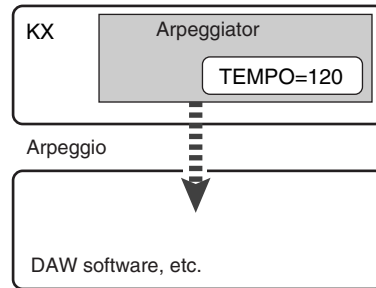 KX
Arpeggiator
TEMPO=120
Arpeggio
DAW software, etc.